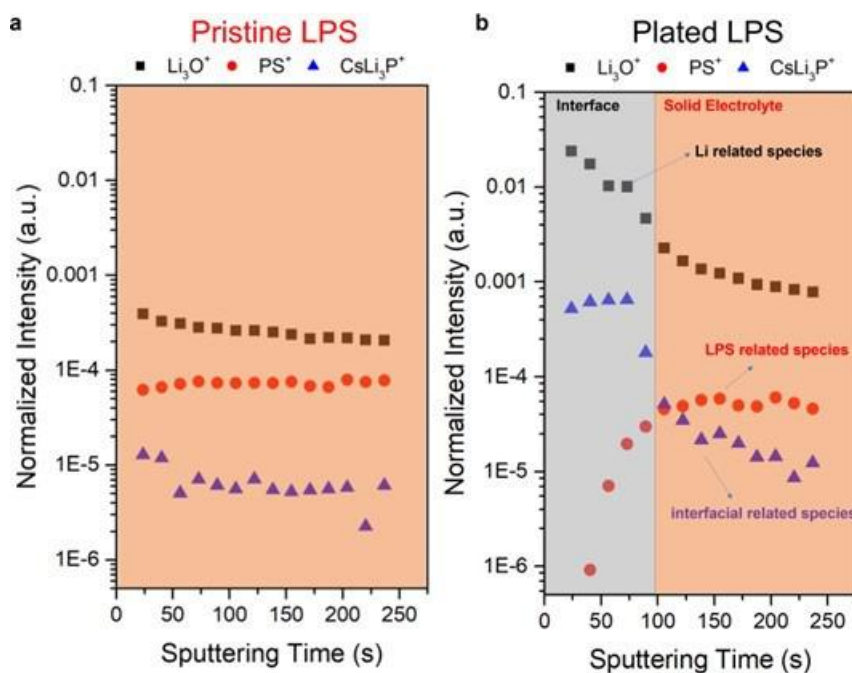 a
Pristine LPS
Li₃O⁺ PS⁺ CsLi₃P⁺
0.1
0.01
0.001
1E-4
1E-5
1E-6
Normalized Intensity (a.u.)
0 50 100 150 200 250
Sputtering Time (s)
b
Plated LPS
Li₃O⁺ PS⁺ CsLi₃P⁺
Interface Solid Electrolyte
Li related species
LPS related species
interfacial related species
0.1
0.01
0.001
1E-4
1E-5
1E-6
Normalized Intensity (a.u.)
0 50 100 150 200 250
Sputtering Time (s)